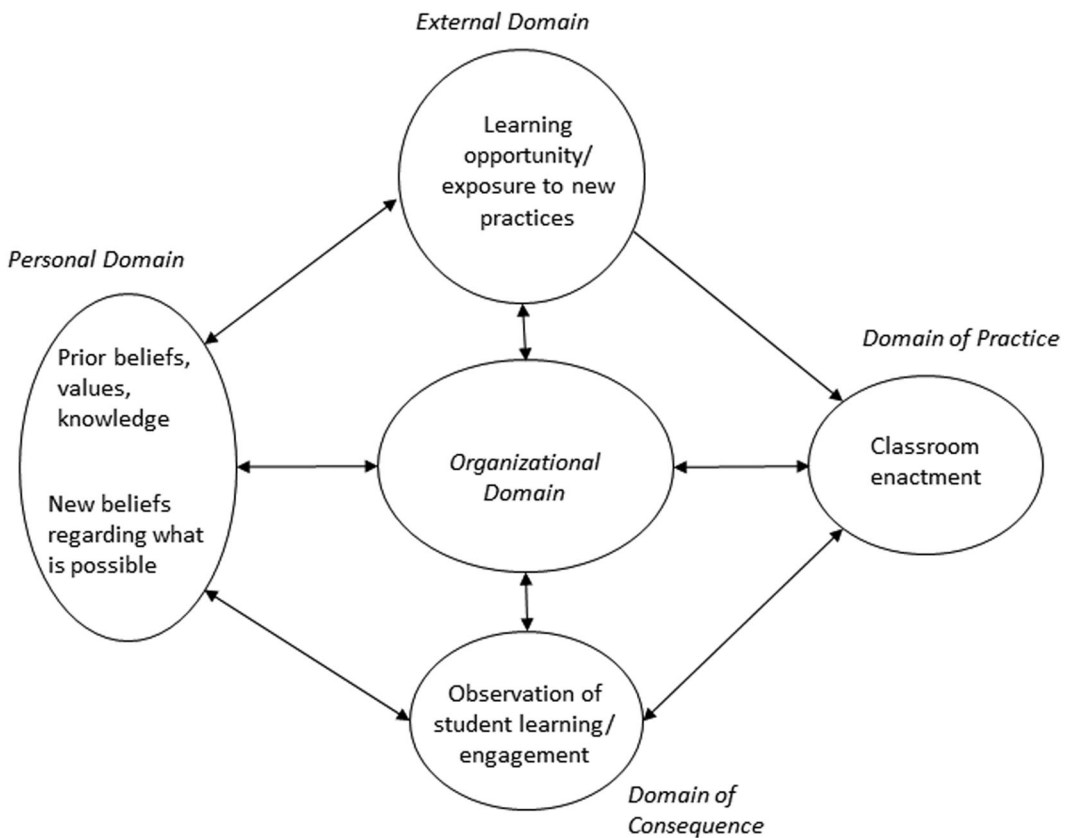 External Domain
Learning
opportunity/
exposure to new
practices
Personal Domain
Prior beliefs,
values,
knowledge
New beliefs
regarding what
is possible
Organizational
Domain
Domain of Practice
Classroom
enactment
Observation of
student learning/
engagement
Domain of
Consequence